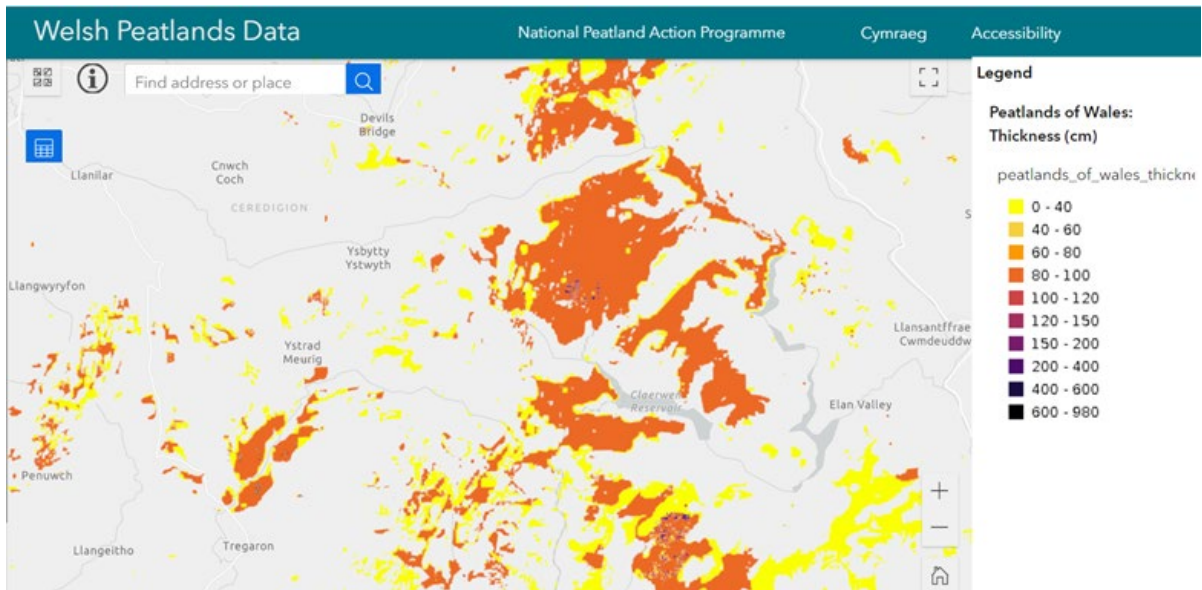 Welsh Peatlands Data
National Peatland Action Programme
Cymraeg
Accessibility
Find address or place
Devils
Bridge
Llanilar
Cnwch
Coch
CEREDIGION
Ysbytty
Ystwyth
Llangwyryfon
Ystrad
Meurig
Llansantffrae
Cwmdeuddw
Claerwen
Reservoir
Elan Valley
Penuwch
Llangeitho
Tregaron
Legend
Peatlands of Wales:
Thickness (cm)
peatlands_of_wales_thickne
0 - 40
40 - 60
60 - 80
80 - 100
100 - 120
120 - 150
150 - 200
200 - 400
400 - 600
600 - 980